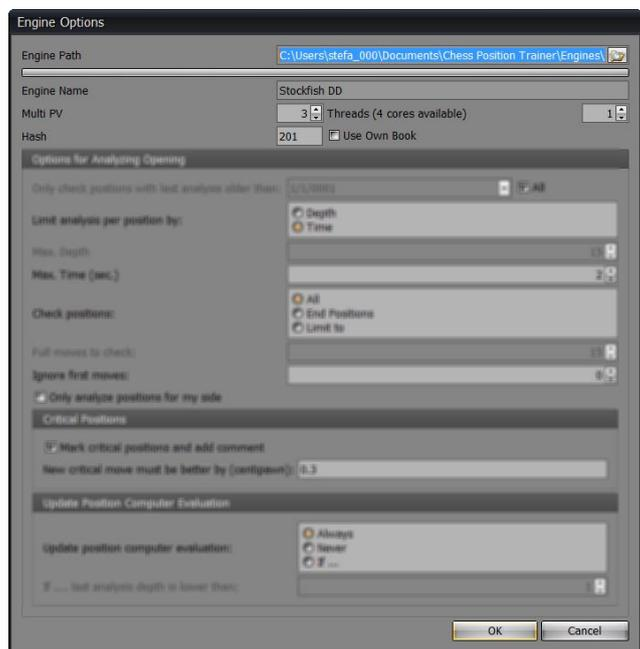 Engine Options
Engine Path C:\Users\stefa_000\Documents\Chess Position Trainer\Engines\
Engine Name Stockfish DD
Multi PV 3 Threads (4 cores available) 1
Hash 201 Use Own Book
Options for Analyzing Opening
Only check positions with last analysis older than: 1/1/0001 All
Limit analysis per position by: Depth
Time
Max. Depth 15
Max. Time (sec.) 2
Check positions: All
End Positions
Limit to
Full moves to check: 15
Ignore first moves: 0
Only analyze positions for my side
Critical Positions
Mark critical positions and add comment
New critical move must be better by (centipawn): 0.3
Update Position Computer Evaluation
Update position computer evaluation: Always
Never
If ...
If .... last analysis depth is lower than:
OK Cancel